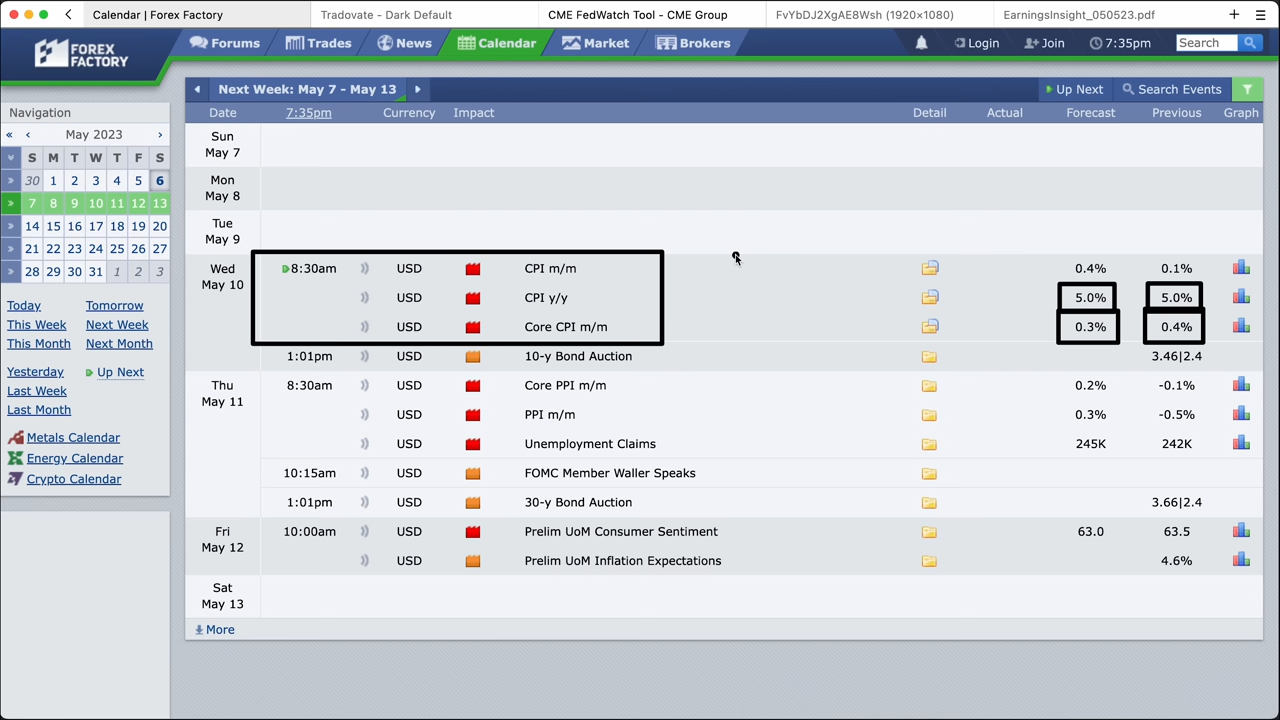 Calendar | Forex Factory
Tradovate - Dark Default
CME FedWatch Tool - CME Group
FvYbDJ2XgAE8Wsh (1920×1080)
EarningsInsight_050523.pdf
FOREX FACTORY
Forums
Trades
News
Calendar
Market
Brokers
Login
Join
7:35pm
Search
Navigation
« ‹ May 2023 ›
S M T W T F S
30 1 2 3 4 5 6
7 8 9 10 11 12 13
14 15 16 17 18 19 20
21 22 23 24 25 26 27
28 29 30 31 1 2 3
Today Tomorrow
This Week Next Week
This Month Next Month
Yesterday Up Next
Last Week
Last Month
Metals Calendar
Energy Calendar
Crypto Calendar
Next Week: May 7 - May 13
Up Next
Search Events
Date 7:35pm Currency Impact Detail Actual Forecast Previous Graph
Sun
May 7
Mon
May 8
Tue
May 9
Wed
May 10
8:30am USD CPI m/m 0.4% 0.1%
USD CPI y/y 5.0% 5.0%
USD Core CPI m/m 0.3% 0.4%
1:01pm USD 10-y Bond Auction 3.46|2.4
Thu
May 11
8:30am USD Core PPI m/m 0.2% -0.1%
USD PPI m/m 0.3% -0.5%
USD Unemployment Claims 245K 242K
10:15am USD FOMC Member Waller Speaks
1:01pm USD 30-y Bond Auction 3.66|2.4
Fri
May 12
10:00am USD Prelim UoM Consumer Sentiment 63.0 63.5
USD Prelim UoM Inflation Expectations 4.6%
Sat
May 13
More